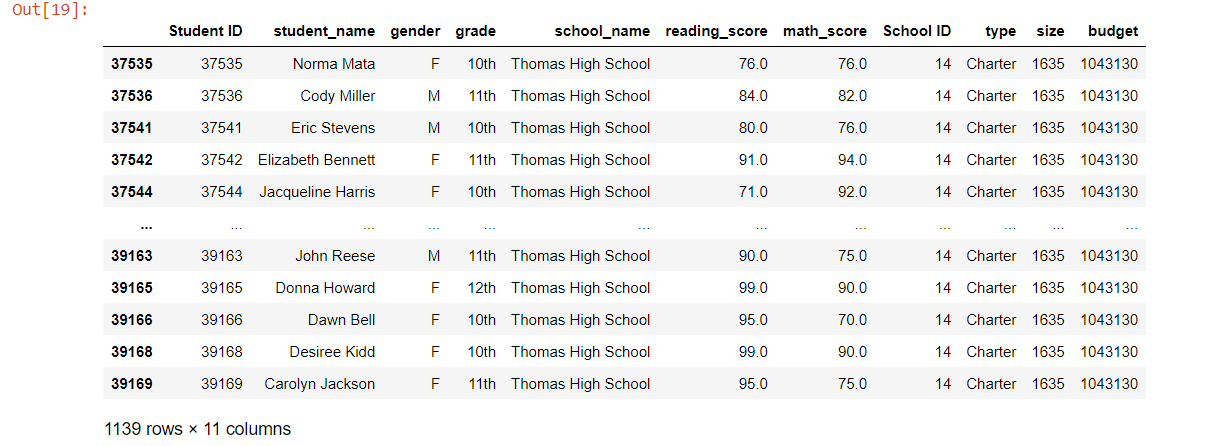 Out[19]:
Student ID student_name gender grade school_name reading_score math_score School ID type size budget
37535 37535 Norma Mata F 10th Thomas High School 76.0 76.0 14 Charter 1635 1043130
37536 37536 Cody Miller M 11th Thomas High School 84.0 82.0 14 Charter 1635 1043130
37541 37541 Eric Stevens M 10th Thomas High School 80.0 76.0 14 Charter 1635 1043130
37542 37542 Elizabeth Bennett F 11th Thomas High School 91.0 94.0 14 Charter 1635 1043130
37544 37544 Jacqueline Harris F 10th Thomas High School 71.0 92.0 14 Charter 1635 1043130
... ... ... ... ... ... ... ... ... ... ... ...
39163 39163 John Reese M 11th Thomas High School 90.0 75.0 14 Charter 1635 1043130
39165 39165 Donna Howard F 12th Thomas High School 99.0 90.0 14 Charter 1635 1043130
39166 39166 Dawn Bell F 10th Thomas High School 95.0 70.0 14 Charter 1635 1043130
39168 39168 Desiree Kidd F 10th Thomas High School 99.0 90.0 14 Charter 1635 1043130
39169 39169 Carolyn Jackson F 11th Thomas High School 95.0 75.0 14 Charter 1635 1043130
1139 rows × 11 columns